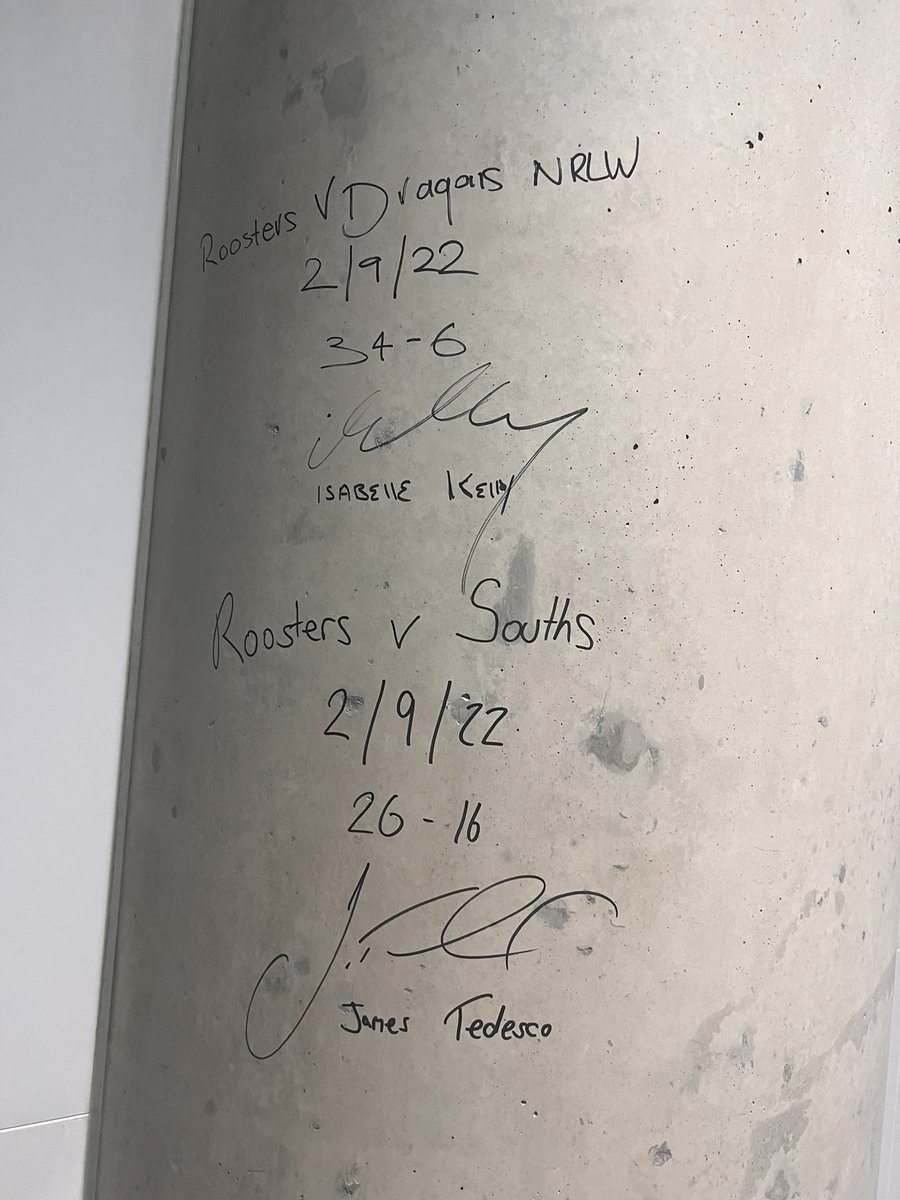 Roosters V Dragons NRLW
2/9/22
34-6
ISABELLE KELLY
Roosters v Souths
2/9/22
26-16
James Tedesco